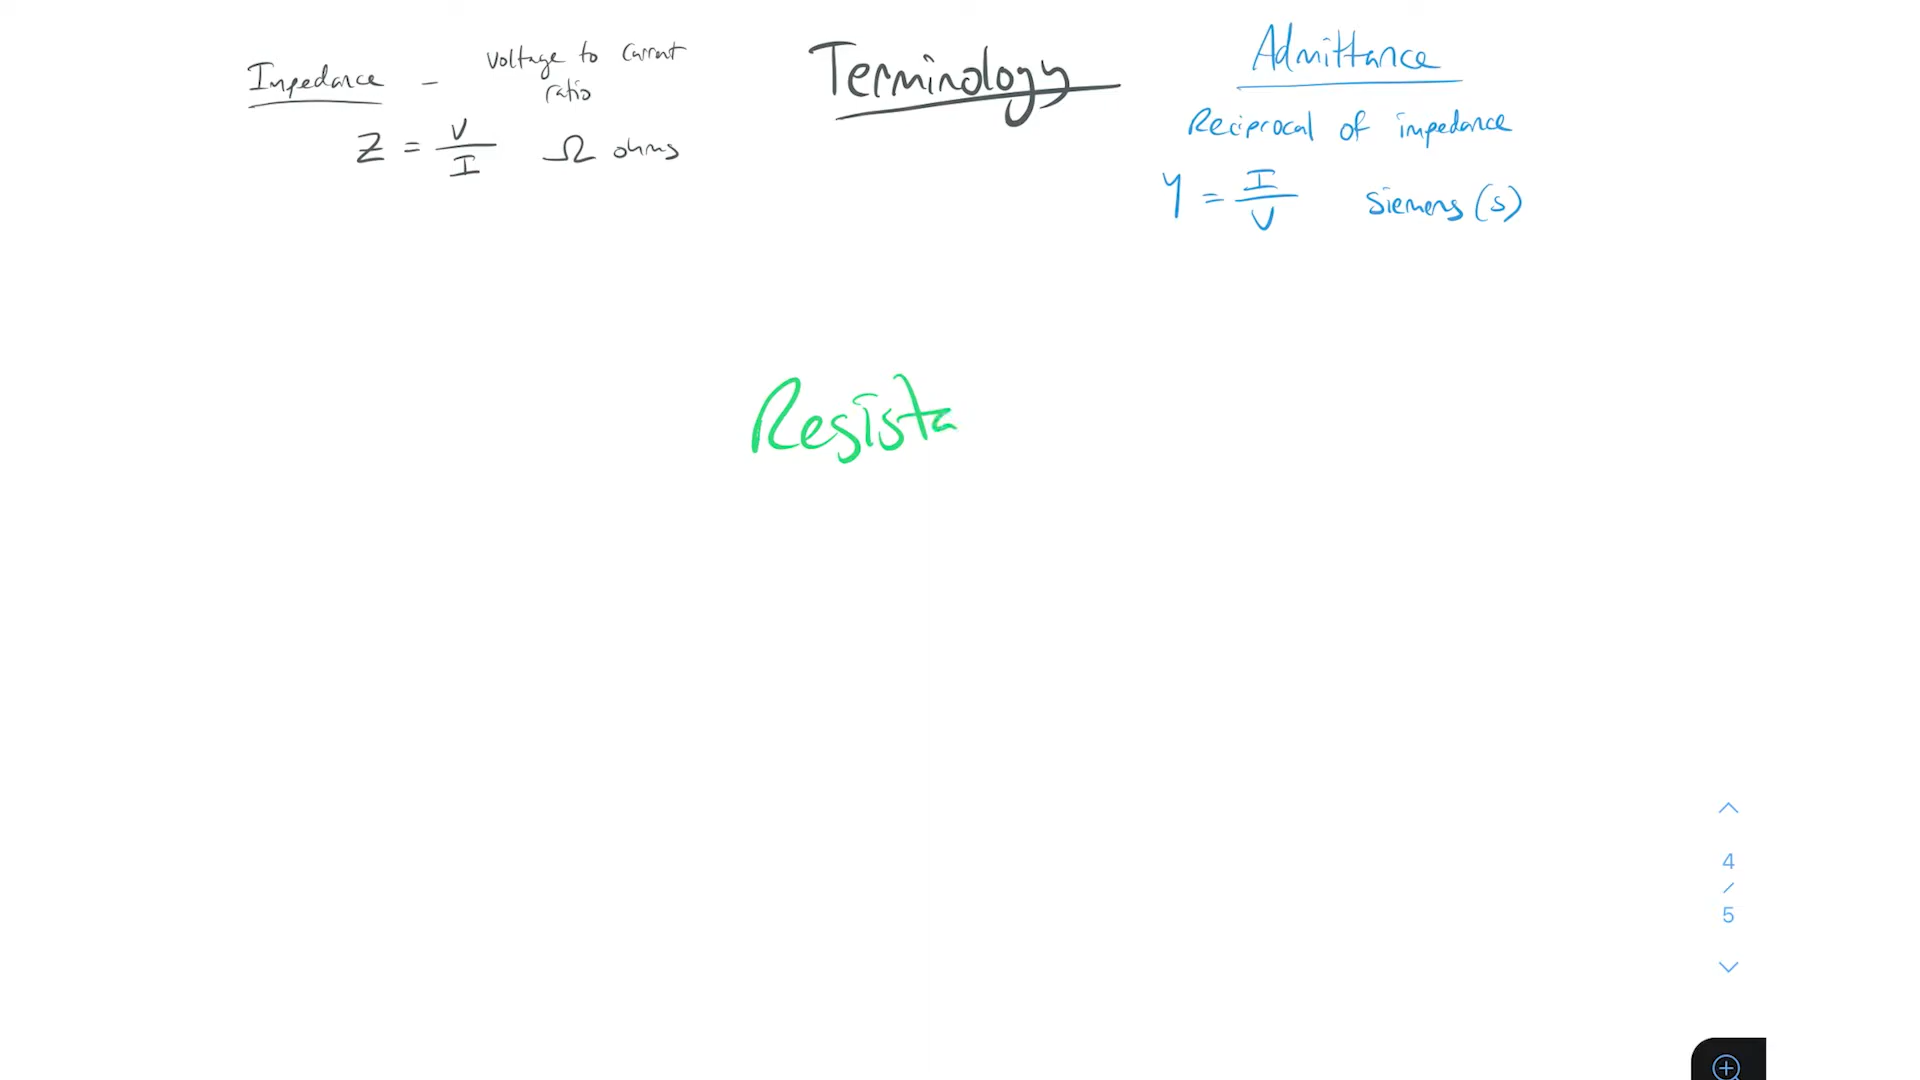 Terminology
Impedance - Voltage to Current
ratio
Z = V/I Ω ohms
Admittance
Reciprocal of impedance
Y = I/V Siemens (s)
Resista
4
/
5